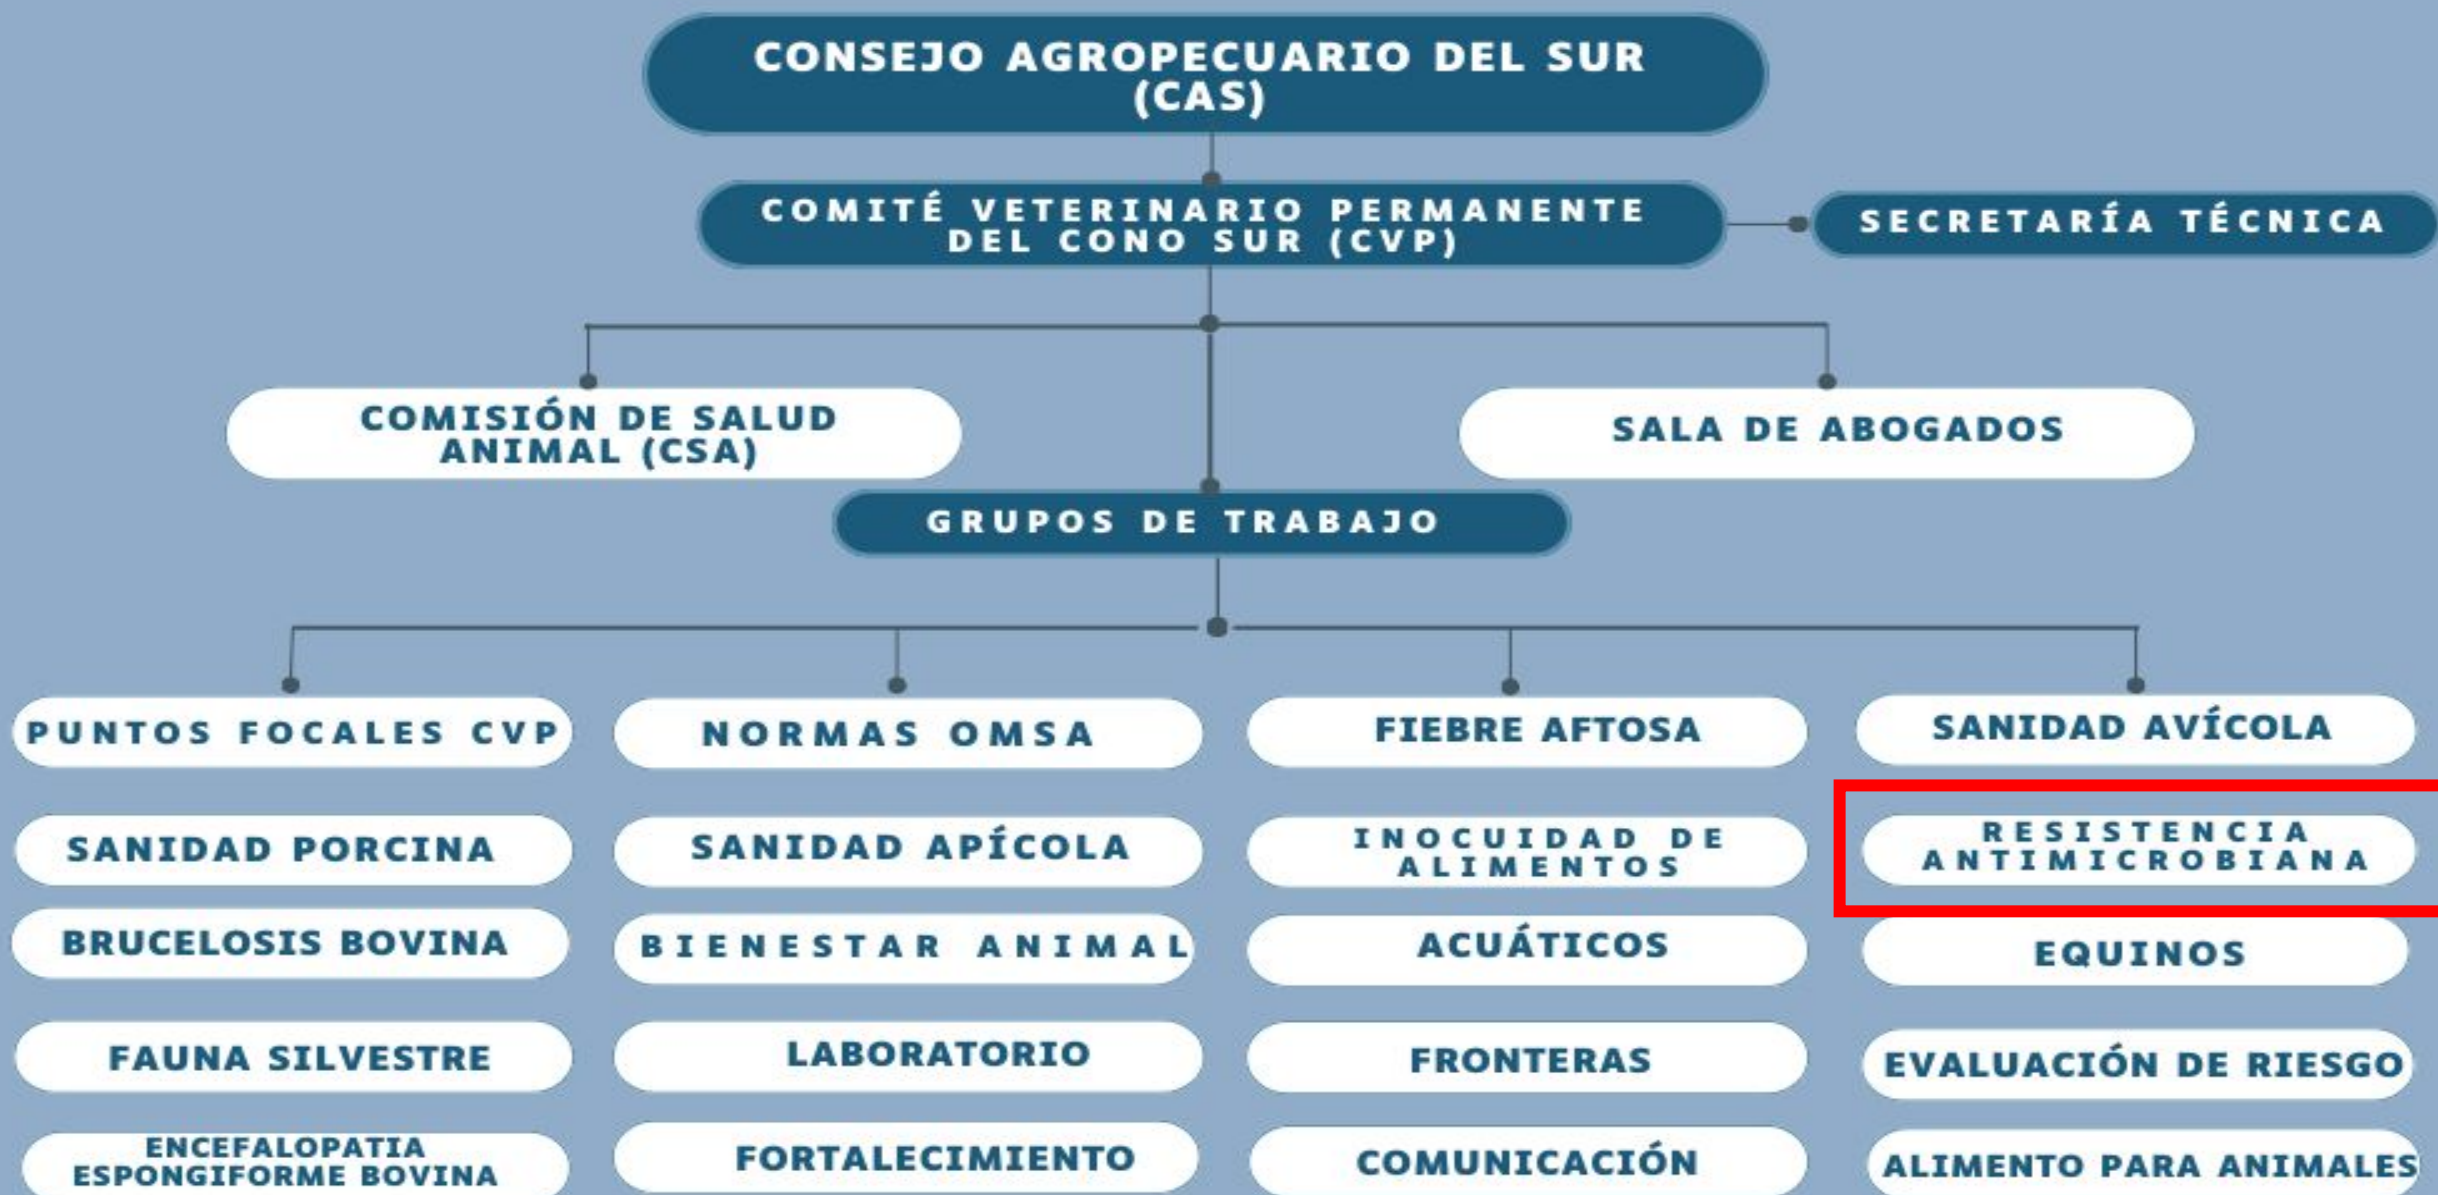 CONSEJO AGROPECUARIO DEL SUR
(CAS)
COMITÉ VETERINARIO PERMANENTE
DEL CONO SUR (CVP)
SECRETARÍA TÉCNICA
COMISIÓN DE SALUD
ANIMAL (CSA)
SALA DE ABOGADOS
GRUPOS DE TRABAJO
PUNTOS FOCALES CVP
NORMAS OMSA
FIEBRE AFTOSA
SANIDAD AVÍCOLA
SANIDAD PORCINA
SANIDAD APÍCOLA
INOCUIDAD DE
ALIMENTOS
RESISTENCIA
ANTIMICROBIANA
BRUCELOSIS BOVINA
BIENESTAR ANIMAL
ACUÁTICOS
EQUINOS
FAUNA SILVESTRE
LABORATORIO
FRONTERAS
EVALUACIÓN DE RIESGO
ENCEFALOPATIA
ESPONGIFORME BOVINA
FORTALECIMIENTO
COMUNICACIÓN
ALIMENTO PARA ANIMALES